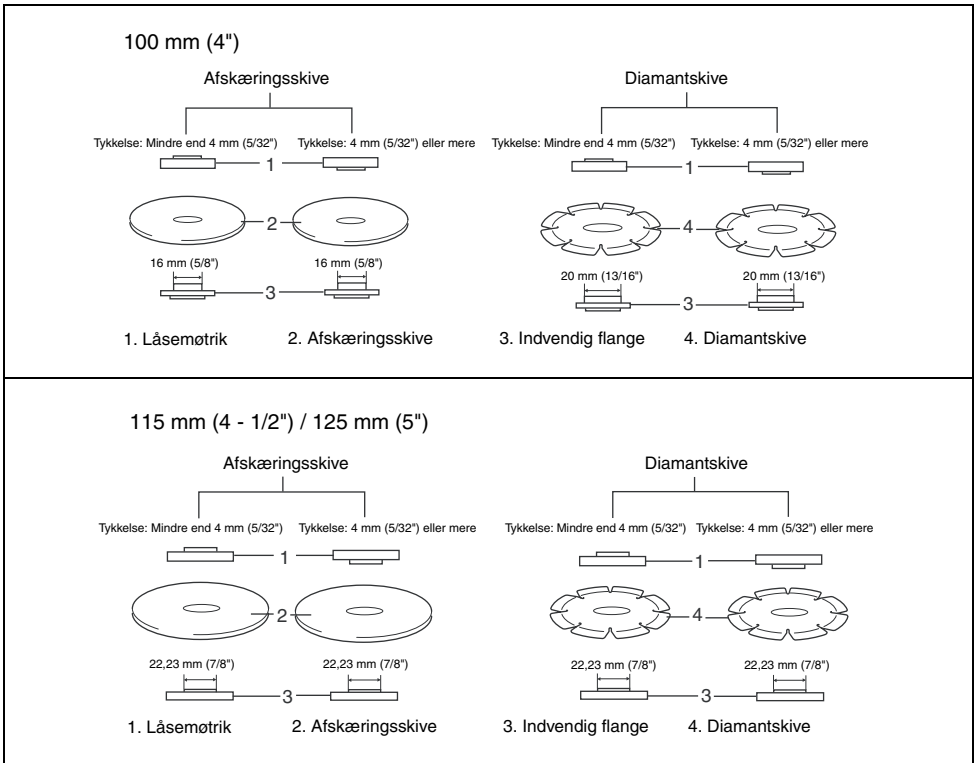 100 mm (4")
Afskæringsskive Diamantskive
Tykkelse: Mindre end 4 mm (5/32") Tykkelse: 4 mm (5/32") eller mere Tykkelse: Mindre end 4 mm (5/32") Tykkelse: 4 mm (5/32") eller mere
1 1
2 4
16 mm (5/8") 16 mm (5/8") 20 mm (13/16") 20 mm (13/16")
3 3
1. Låsemøtrik 2. Afskæringsskive 3. Indvendig flange 4. Diamantskive
115 mm (4 - 1/2") / 125 mm (5")
Afskæringsskive Diamantskive
Tykkelse: Mindre end 4 mm (5/32") Tykkelse: 4 mm (5/32") eller mere Tykkelse: Mindre end 4 mm (5/32") Tykkelse: 4 mm (5/32") eller mere
1 1
2 4
22,23 mm (7/8") 22,23 mm (7/8") 22,23 mm (7/8") 22,23 mm (7/8")
3 3
1. Låsemøtrik 2. Afskæringsskive 3. Indvendig flange 4. Diamantskive